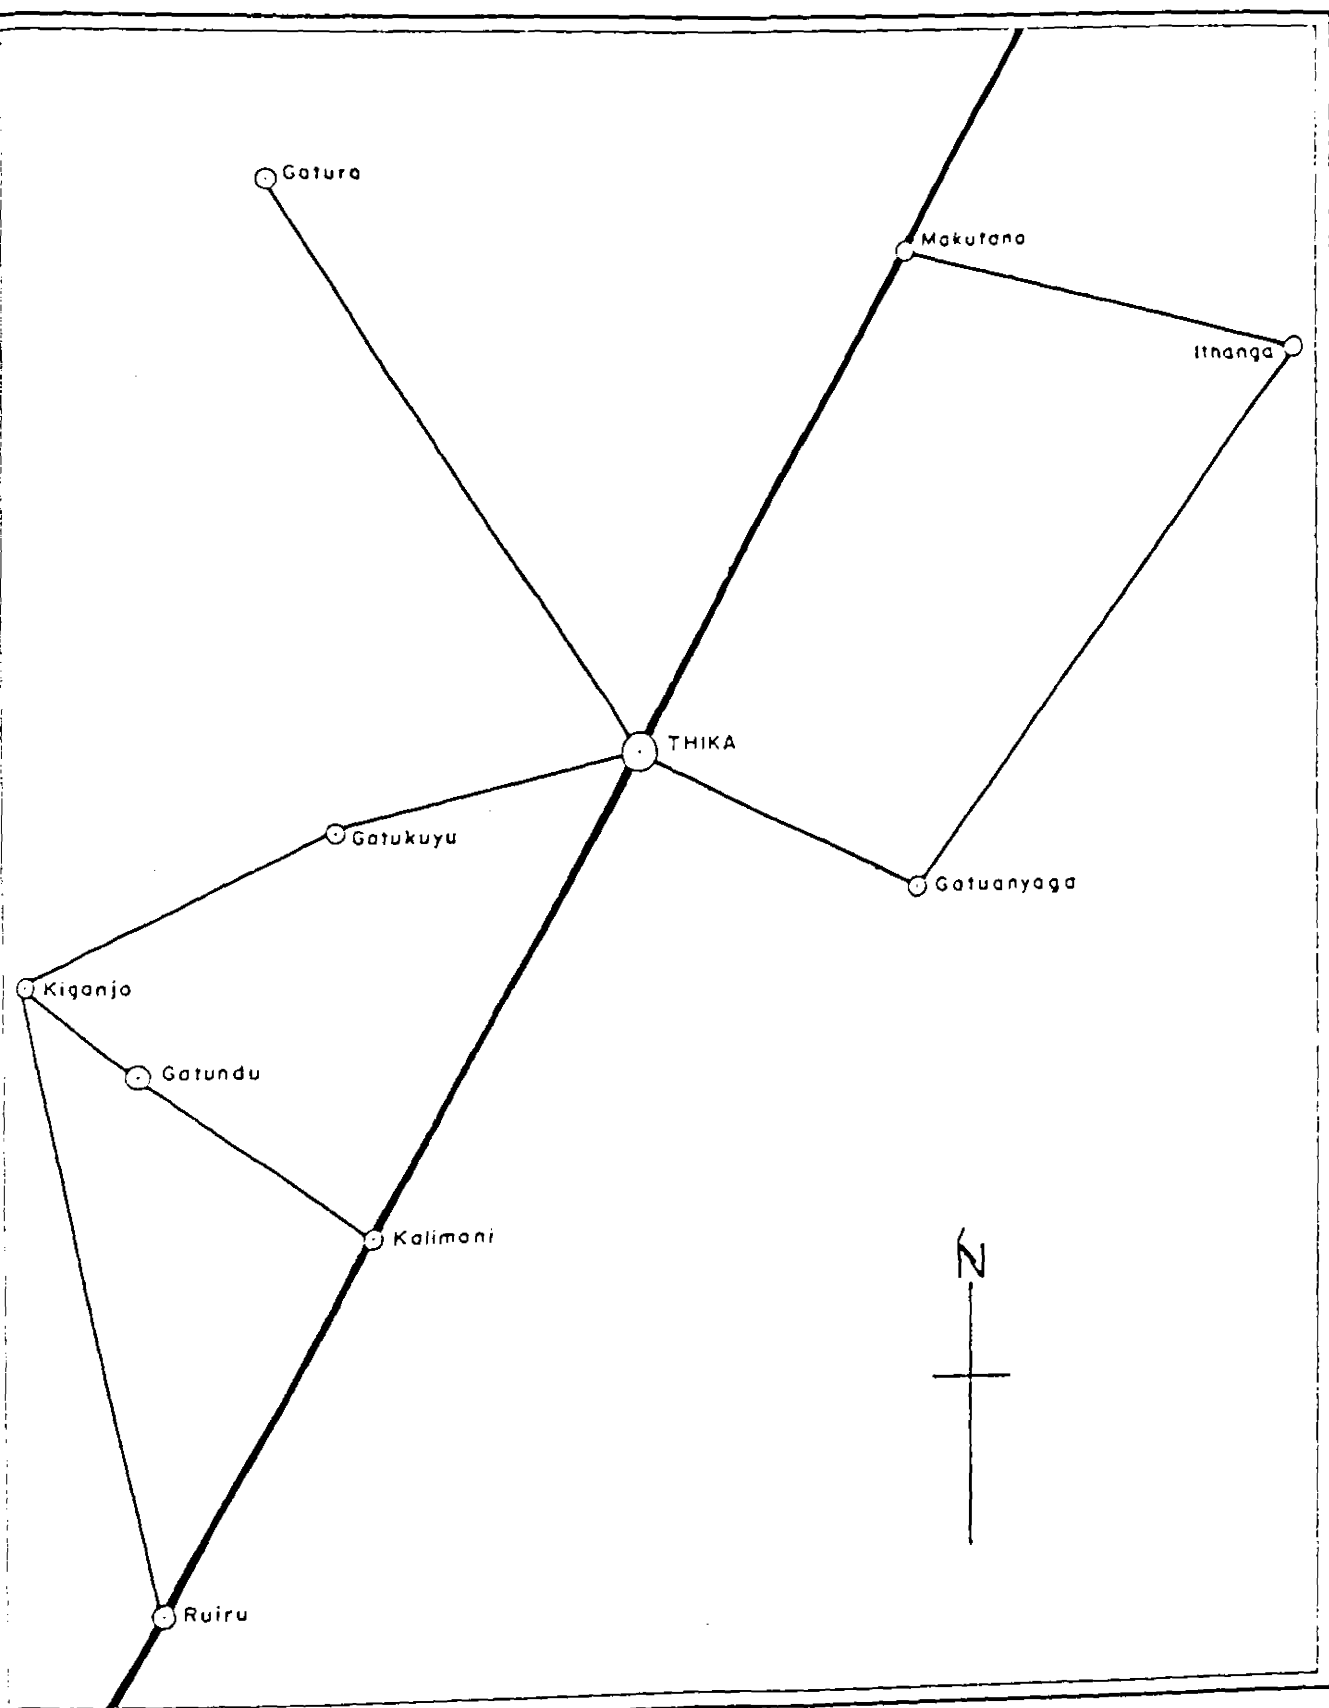 Gatura
Makutano
Ithanga
THIKA
Gatukuyu
Gatuanyaga
Kiganjo
Gatundu
Kalimoni
N
Ruiru